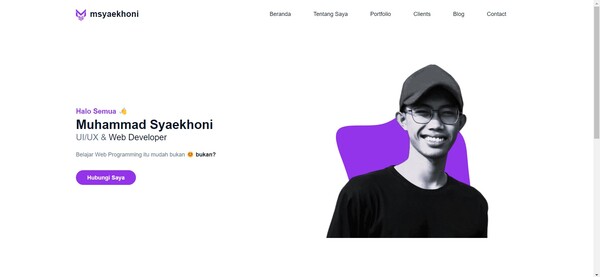 msyaekhoni
Beranda Tentang Saya Portfolio Clients Blog Contact
Halo Semua 👋
Muhammad Syaekhoni
UI/UX & Web Developer
Belajar Web Programming itu mudah bukan 😍 bukan?
Hubungi Saya